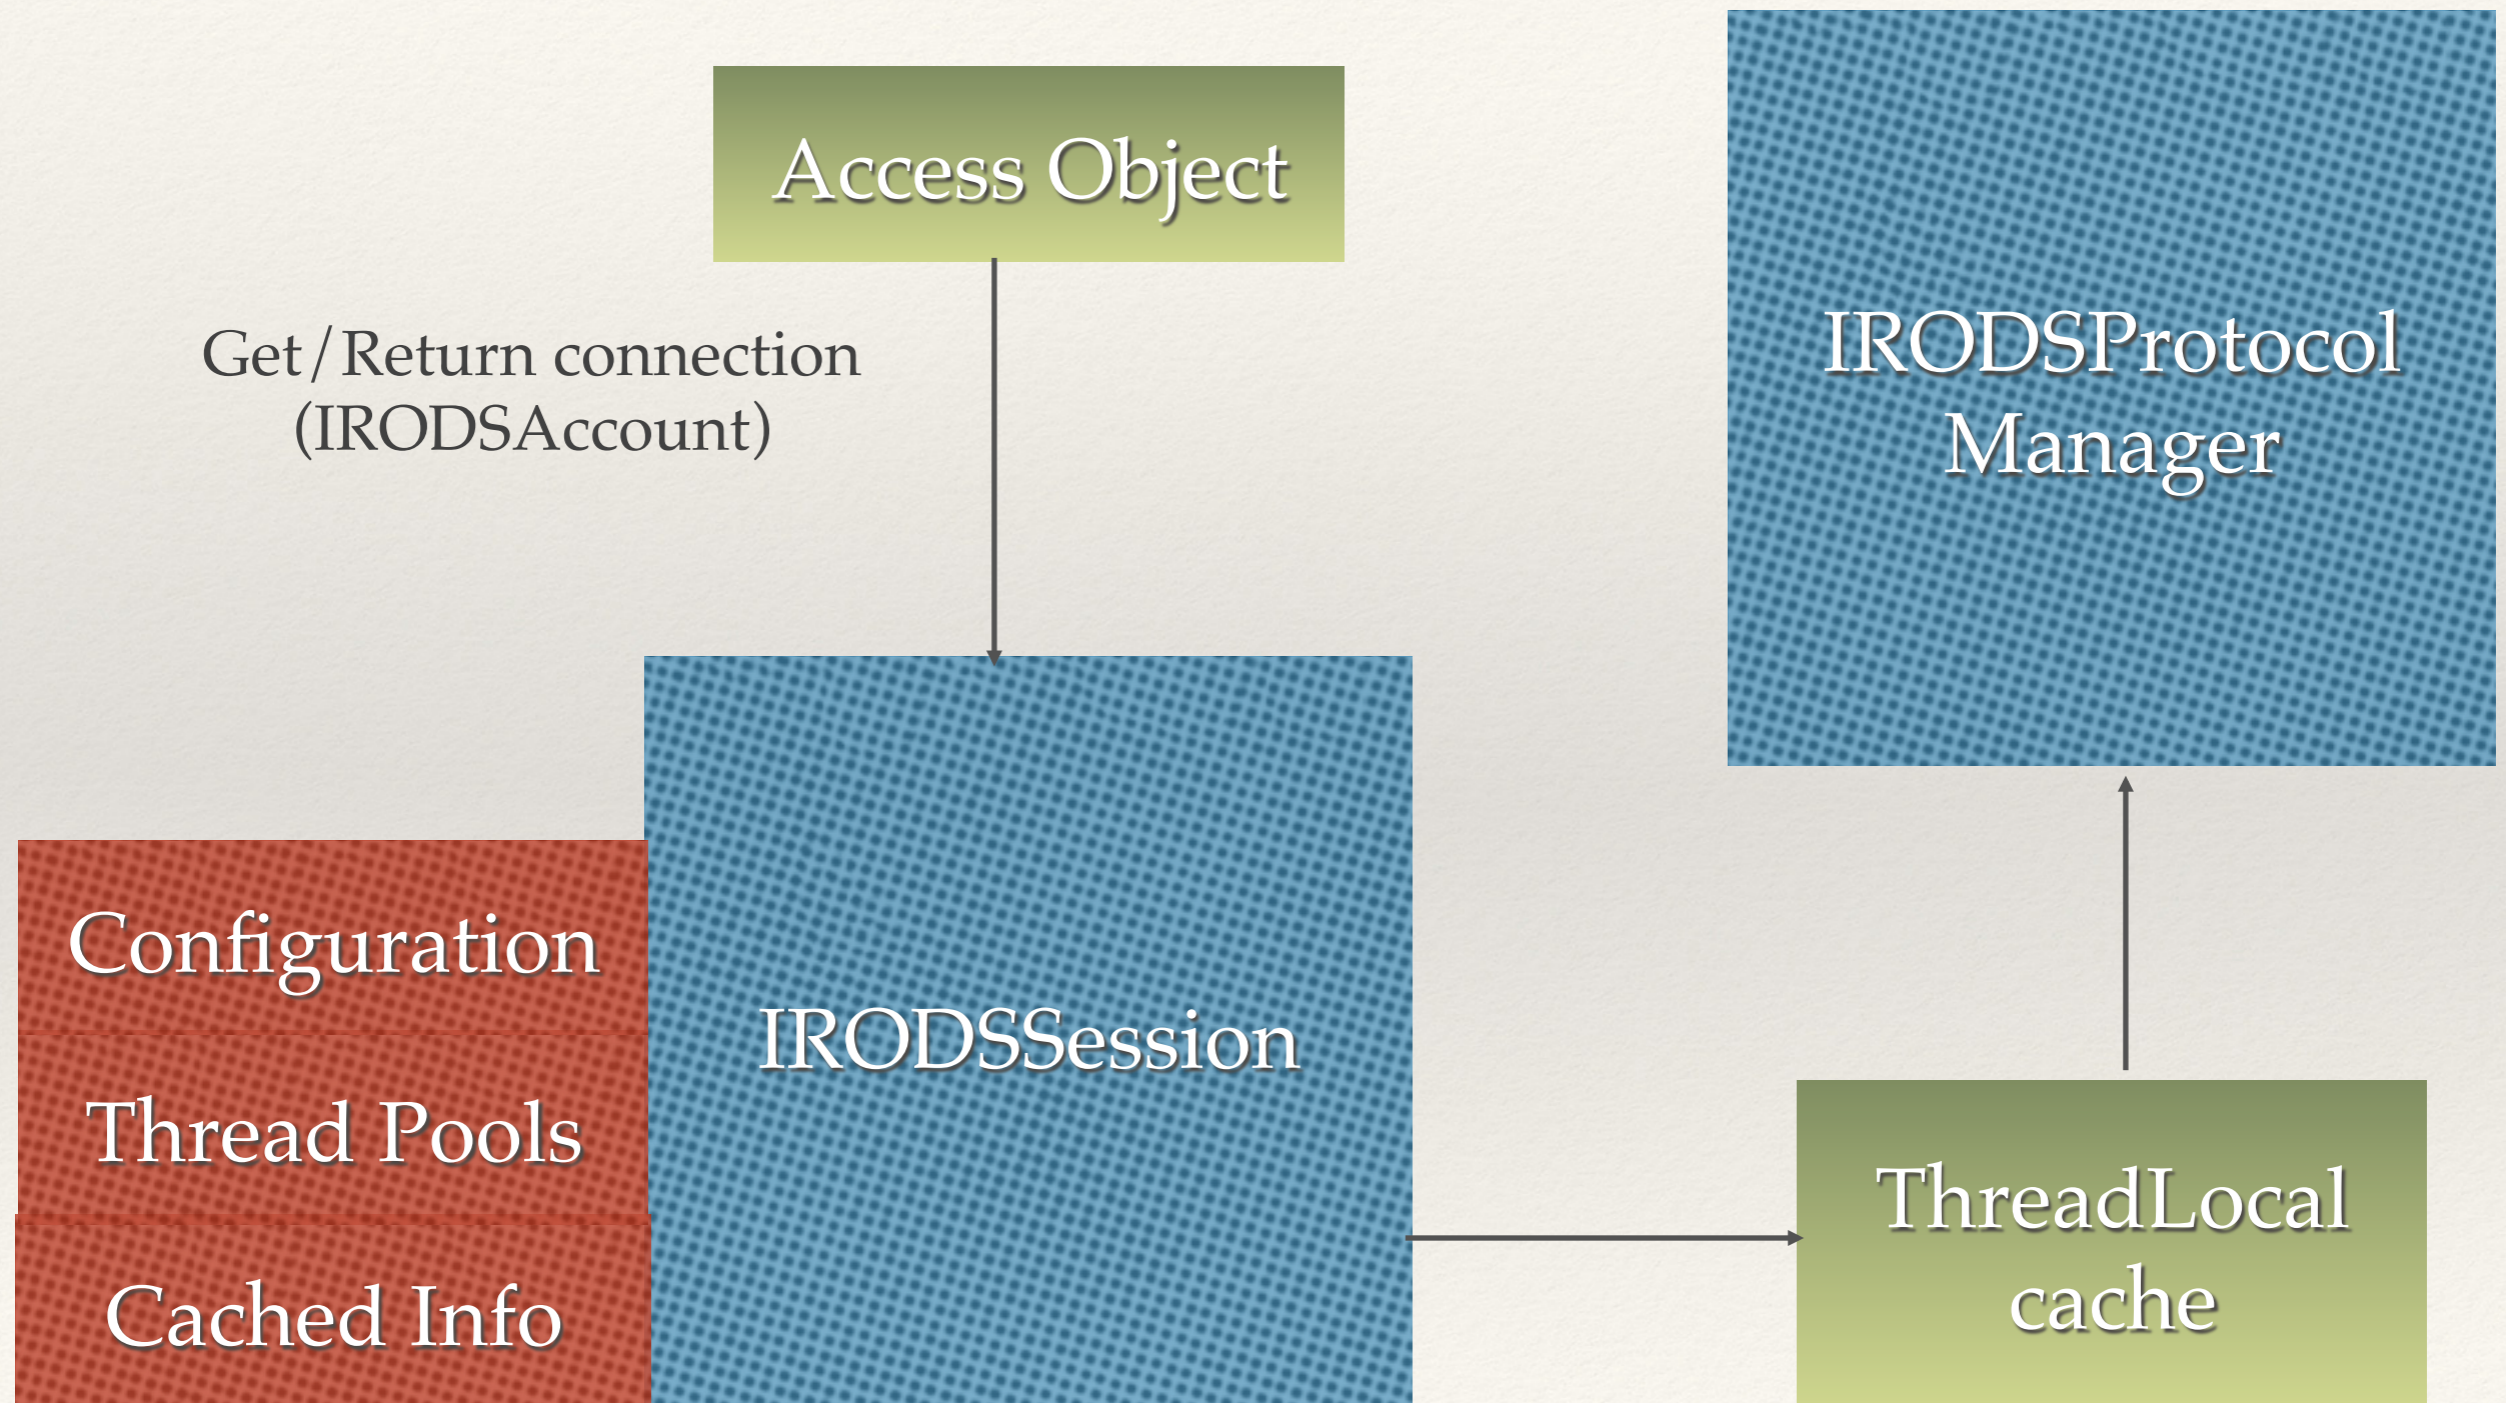 Access Object
Get/Return connection
(IRODSAccount)
IRODSProtocol
Manager
Configuration
Thread Pools
Cached Info
IRODSSession
ThreadLocal
cache